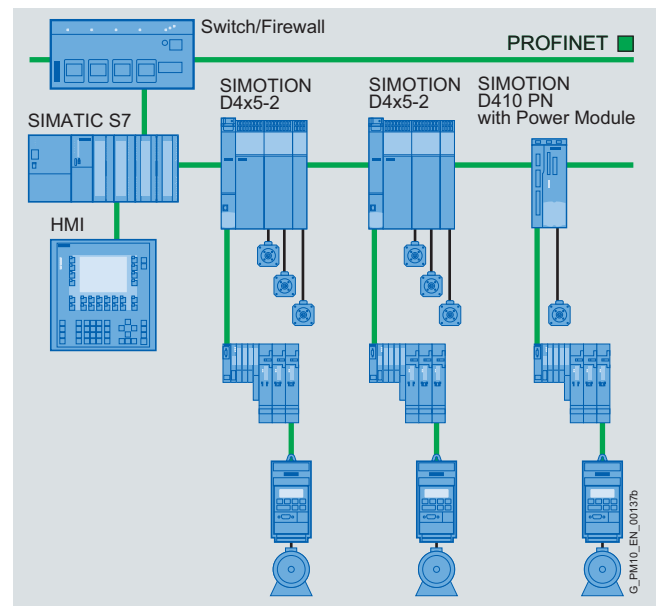 Switch/Firewall
PROFINET
SIMATIC S7
SIMOTION
D4x5-2
SIMOTION
D4x5-2
SIMOTION
D410 PN
with Power Module
HMI
G_PM10_EN_00137b